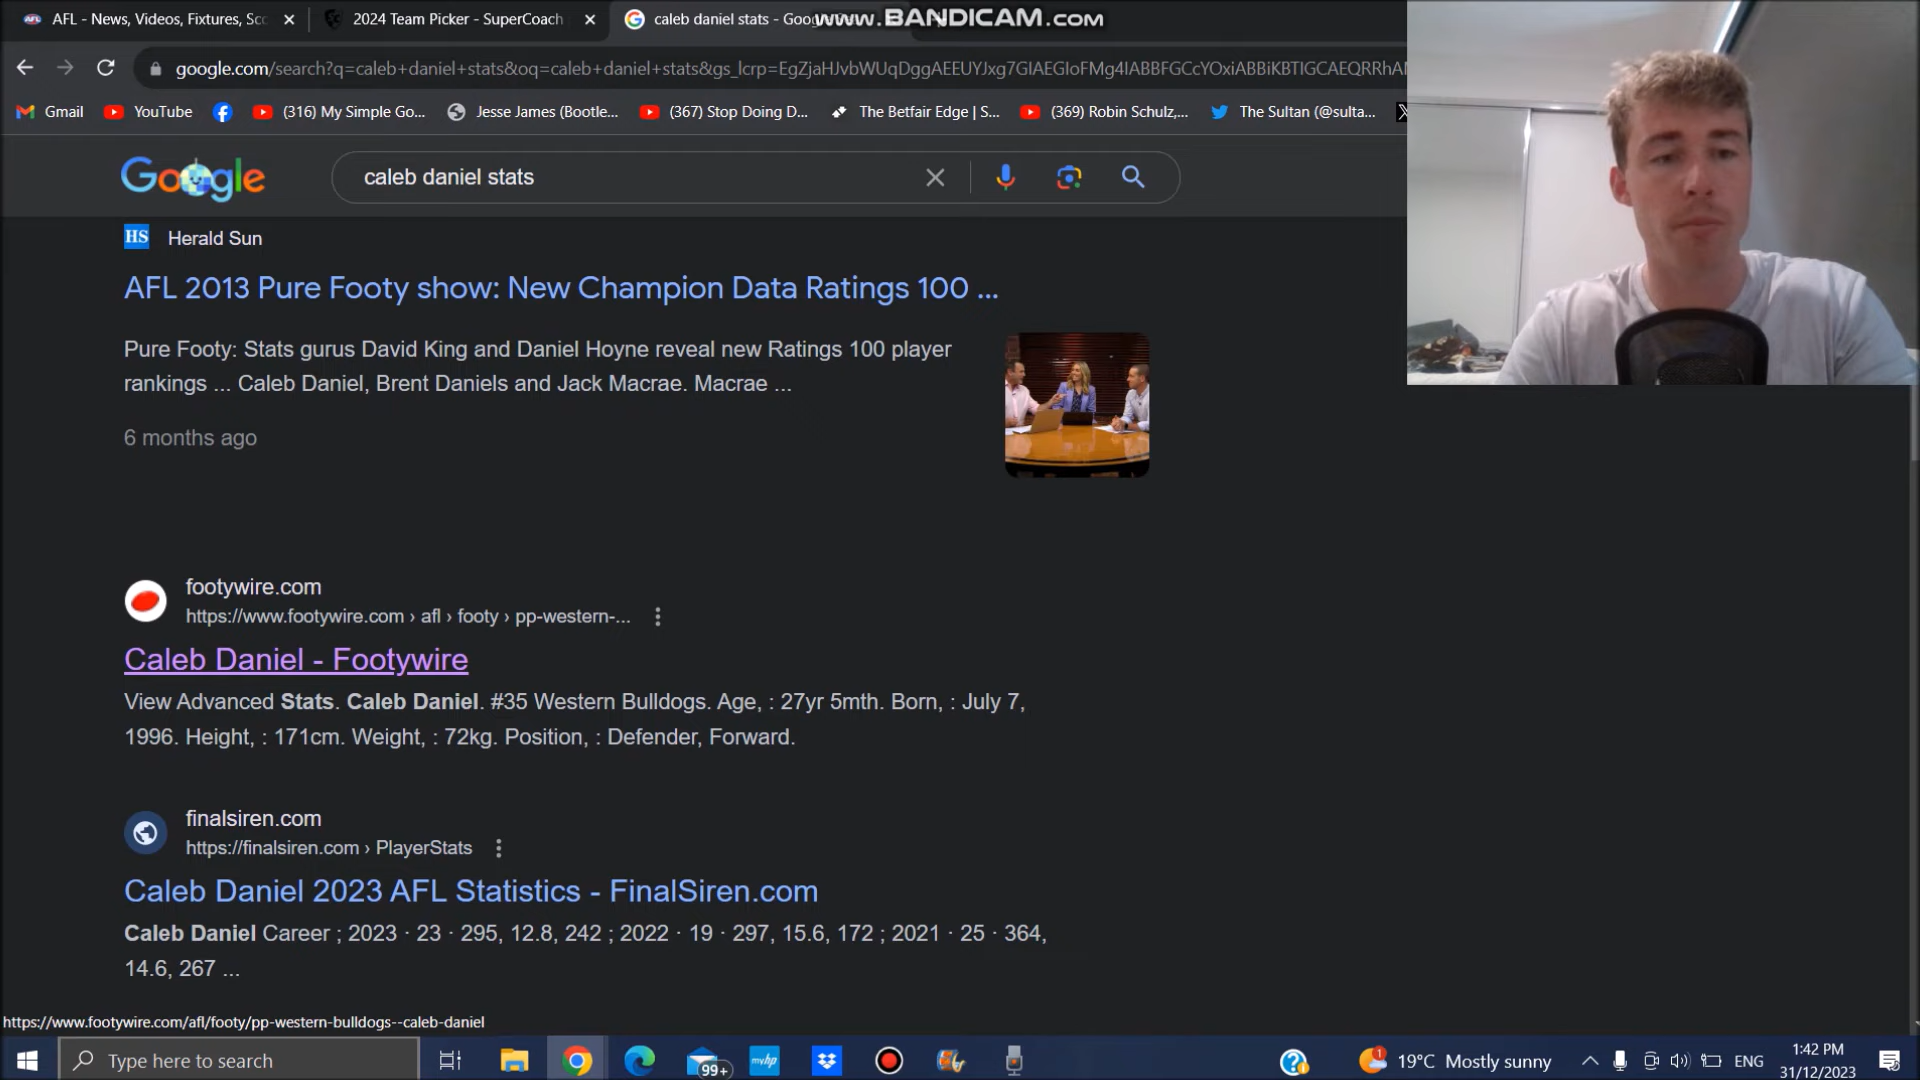 AFL - News, Videos, Fixtures, Sco
2024 Team Picker - SuperCoach
caleb daniel stats - Goo
www.BANDICAM.com
google.com/search?q=caleb+daniel+stats&oq=caleb+daniel+stats&gs_lcrp=EgZjaHJvbWUqDggAEEUYJxg7GIAEGIoFMg4IABBFGCcYOxiABBiKBTIGCAEQRRhA
Gmail
YouTube
(316) My Simple Go...
Jesse James (Bootle...
(367) Stop Doing D...
The Betfair Edge | S...
(369) Robin Schulz,...
The Sultan (@sulta...
Google
caleb daniel stats
HS Herald Sun
AFL 2013 Pure Footy show: New Champion Data Ratings 100 ...
Pure Footy: Stats gurus David King and Daniel Hoyne reveal new Ratings 100 player
rankings ... Caleb Daniel, Brent Daniels and Jack Macrae. Macrae ...
6 months ago
footywire.com
https://www.footywire.com › afl › footy › pp-western-...
Caleb Daniel - Footywire
View Advanced Stats. Caleb Daniel. #35 Western Bulldogs. Age, : 27yr 5mth. Born, : July 7,
1996. Height, : 171cm. Weight, : 72kg. Position, : Defender, Forward.
finalsiren.com
https://finalsiren.com › PlayerStats
Caleb Daniel 2023 AFL Statistics - FinalSiren.com
Caleb Daniel Career ; 2023 · 23 · 295, 12.8, 242 ; 2022 · 19 · 297, 15.6, 172 ; 2021 · 25 · 364,
14.6, 267 ...
https://www.footywire.com/afl/footy/pp-western-bulldogs--caleb-daniel
Type here to search
99+
myhp
1
19°C Mostly sunny
ENG
1:42 PM
31/12/2023